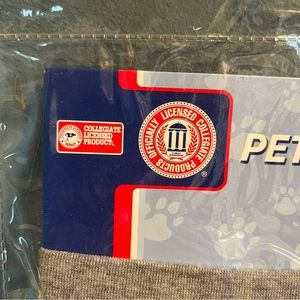 COLLEGIATE
LICENSED
PRODUCT
OFFICIALLY LICENSED COLLEGIATE PRODUCTS
®
PET